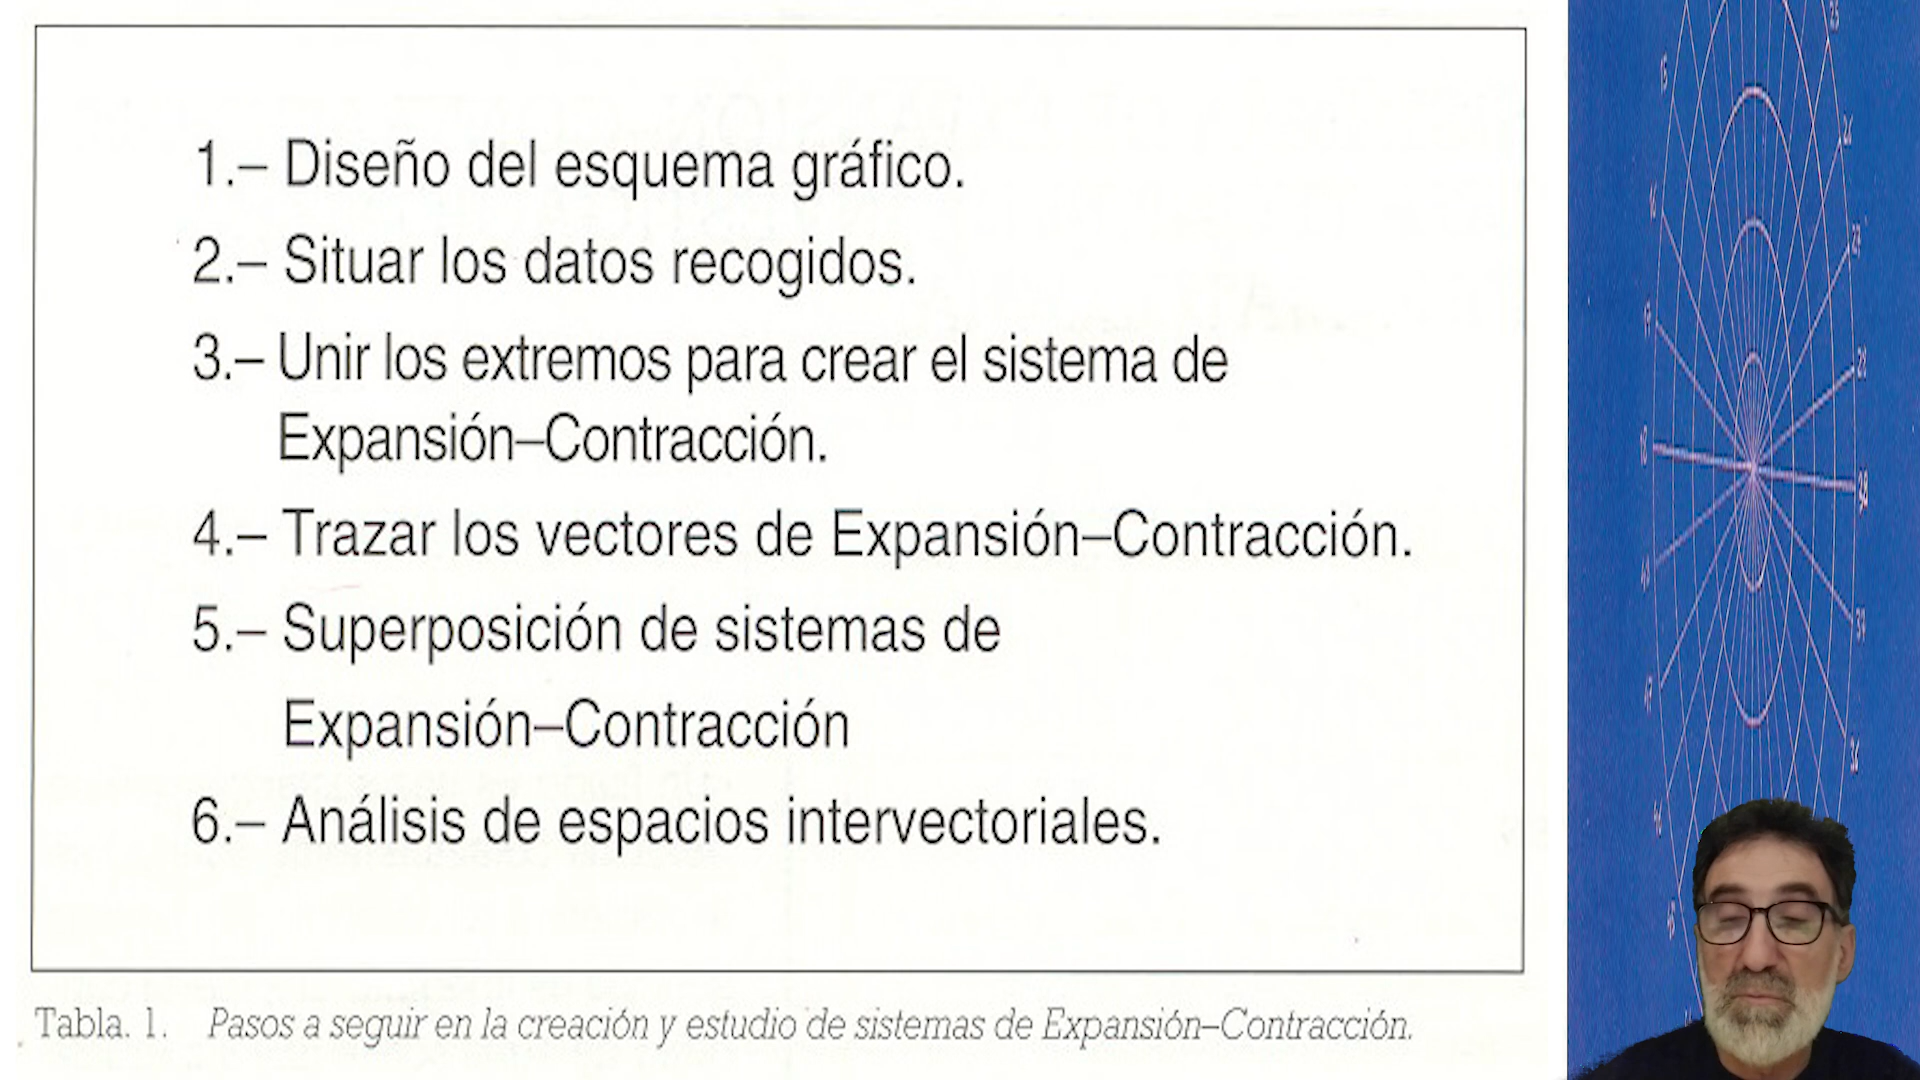 1.– Diseño del esquema gráfico.
2.– Situar los datos recogidos.
3.– Unir los extremos para crear el sistema de
Expansión–Contracción.
4.– Trazar los vectores de Expansión–Contracción.
5.– Superposición de sistemas de
Expansión–Contracción
6.– Análisis de espacios intervectoriales.
Tabla. 1. Pasos a seguir en la creación y estudio de sistemas de Expansión–Contracción.